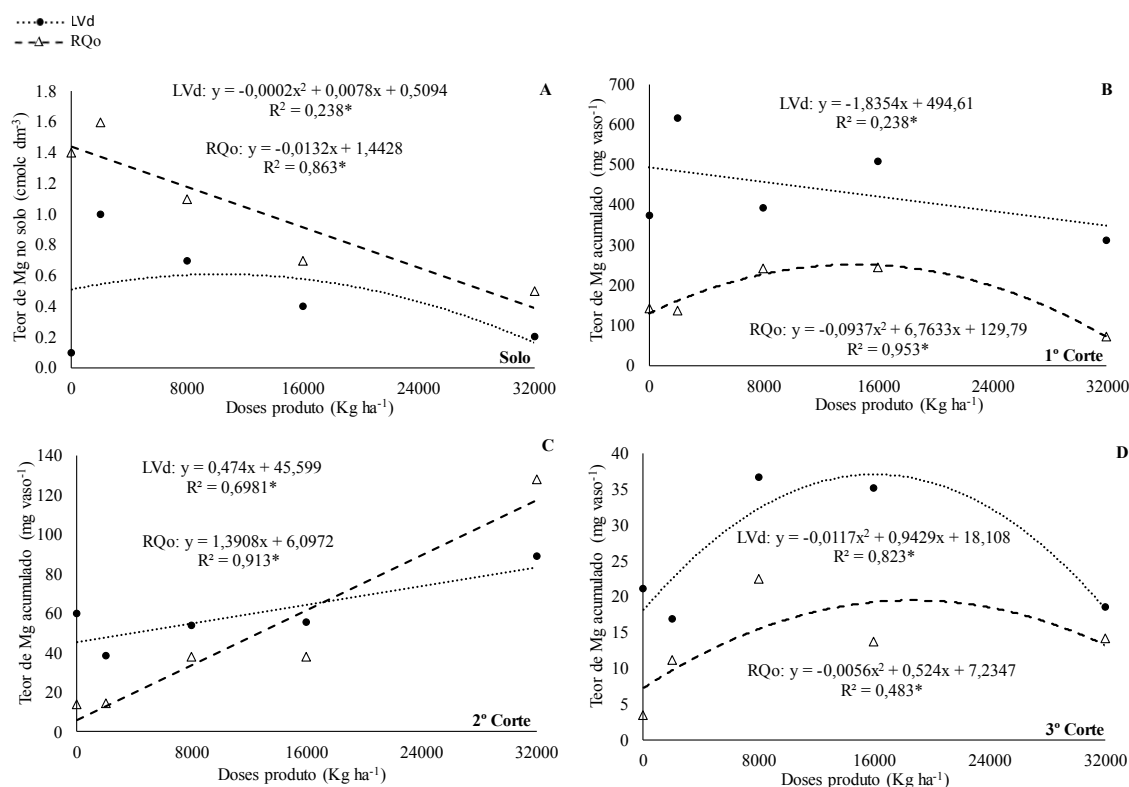 LVd
RQo
A
LVd: y = -0,0002x² + 0,0078x + 0,5094
R² = 0,238*
RQo: y = -0,0132x + 1,4428
R² = 0,863*
Teor de Mg no solo (cmolc dm⁻³)
1.8
1.6
1.4
1.2
1.0
0.8
0.6
0.4
0.2
0.0
Solo
0 8000 16000 24000 32000
Doses produto (Kg ha⁻¹)
B
LVd: y = -1,8354x + 494,61
R² = 0,238*
RQo: y = -0,0937x² + 6,7633x + 129,79
R² = 0,953*
Teor de Mg acumulado (mg vaso⁻¹)
700
600
500
400
300
200
100
0
1º Corte
0 8000 16000 24000 32000
Doses produto (Kg ha⁻¹)
C
LVd: y = 0,474x + 45,599
R² = 0,6981*
RQo: y = 1,3908x + 6,0972
R² = 0,913*
Teor de Mg acumulado (mg vaso⁻¹)
140
120
100
80
60
40
20
0
2º Corte
0 8000 16000 24000 32000
Doses produto (Kg ha⁻¹)
D
LVd: y = -0,0117x² + 0,9429x + 18,108
R² = 0,823*
RQo: y = -0,0056x² + 0,524x + 7,2347
R² = 0,483*
Teor de Mg acumulado (mg vaso⁻¹)
40
35
30
25
20
15
10
5
0
3º Corte
0 8000 16000 24000 32000
Doses produto (Kg ha⁻¹)